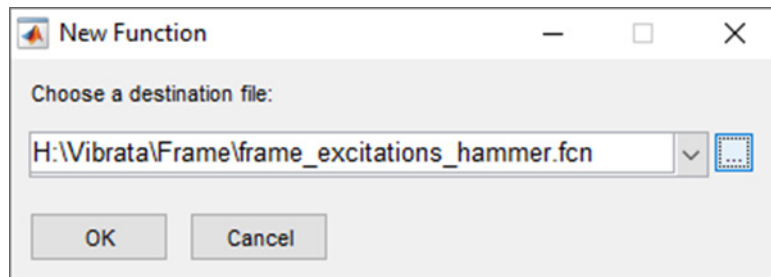 New Function
Choose a destination file:
H:\Vibrata\Frame\frame_excitations_hammer.fcn
...
OK Cancel